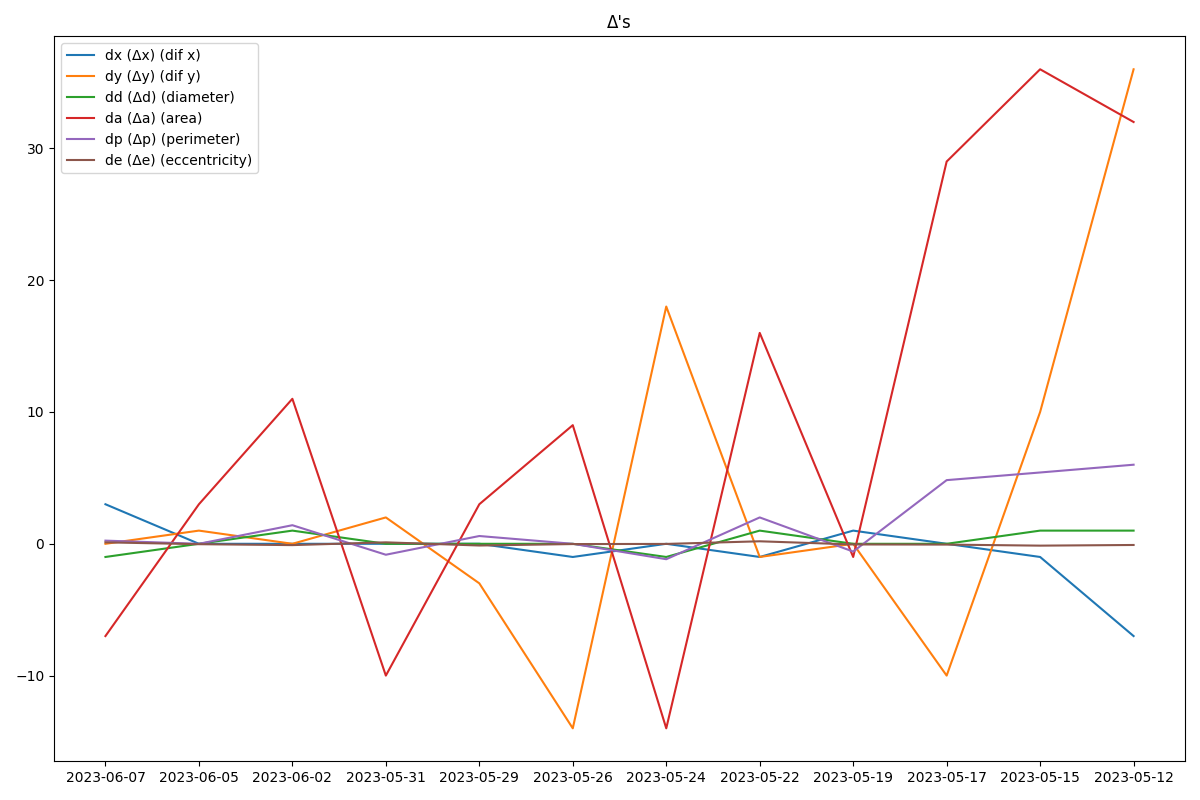 Δ's
dx (Δx) (dif x)
dy (Δy) (dif y)
dd (Δd) (diameter)
da (Δa) (area)
dp (Δp) (perimeter)
de (Δe) (eccentricity)
30
20
10
0
−10
2023-06-07 2023-06-05 2023-06-02 2023-05-31 2023-05-29 2023-05-26 2023-05-24 2023-05-22 2023-05-19 2023-05-17 2023-05-15 2023-05-12